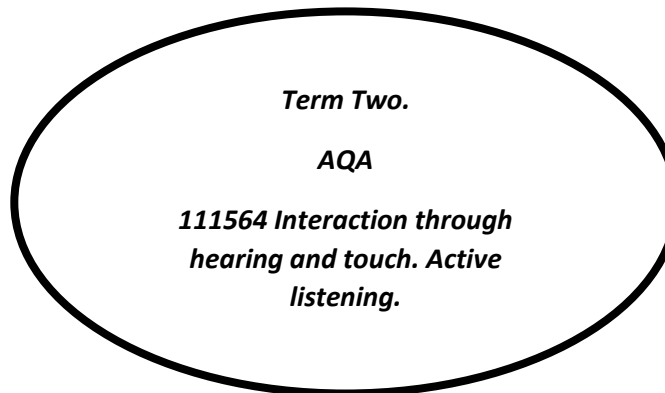 Term Two.
AQA
111564 Interaction through
hearing and touch. Active
listening.